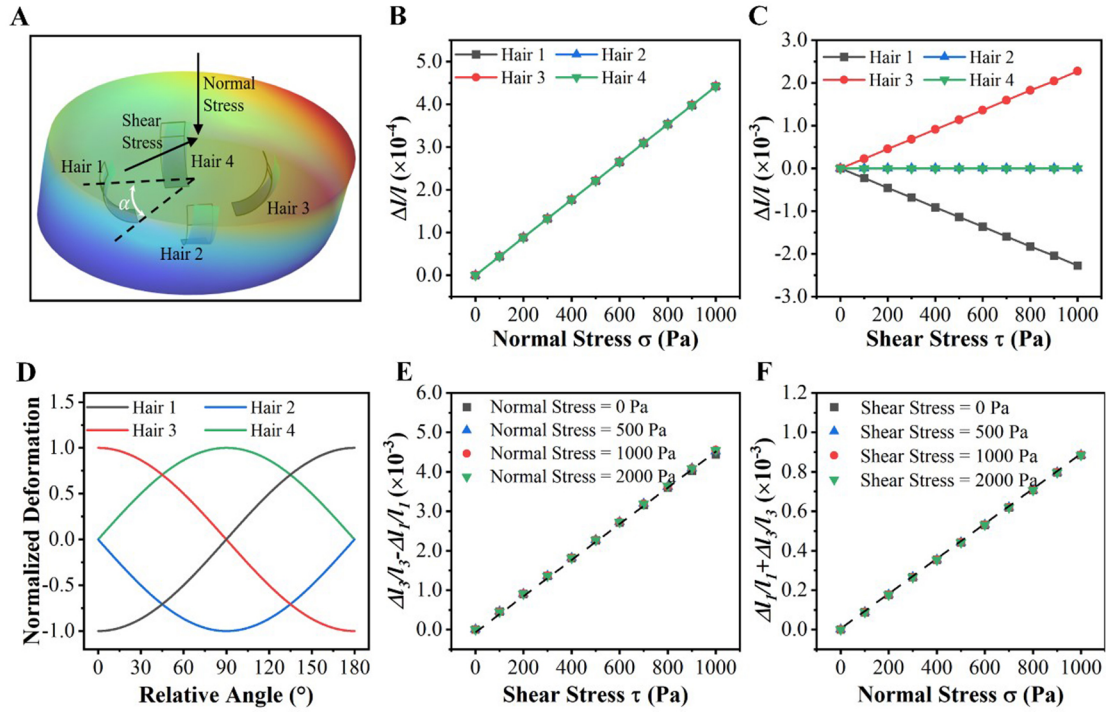 A
Normal
Stress
Shear
Stress
Hair 1
Hair 4
α
Hair 3
Hair 2
B
5.0
4.0
3.0
2.0
1.0
0.0
Δl/l (×10⁻⁴)
Hair 1
Hair 2
Hair 3
Hair 4
0 200 400 600 800 1000
Normal Stress σ (Pa)
C
3.0
2.0
1.0
0.0
-1.0
-2.0
-3.0
Δl/l (×10⁻³)
Hair 1
Hair 2
Hair 3
Hair 4
0 200 400 600 800 1000
Shear Stress τ (Pa)
D
1.5
1.0
0.5
0.0
-0.5
-1.0
Normalized Deformation
Hair 1
Hair 2
Hair 3
Hair 4
0 30 60 90 120 150 180
Relative Angle (°)
E
6.0
5.0
4.0
3.0
2.0
1.0
0.0
Δl₃/l₃-Δl₁/l₁ (×10⁻³)
Normal Stress = 0 Pa
Normal Stress = 500 Pa
Normal Stress = 1000 Pa
Normal Stress = 2000 Pa
0 200 400 600 800 1000
Shear Stress τ (Pa)
F
1.2
1.0
0.8
0.6
0.4
0.2
0.0
Δl₁/l₁+Δl₃/l₃ (×10⁻³)
Shear Stress = 0 Pa
Shear Stress = 500 Pa
Shear Stress = 1000 Pa
Shear Stress = 2000 Pa
0 200 400 600 800 1000
Normal Stress σ (Pa)